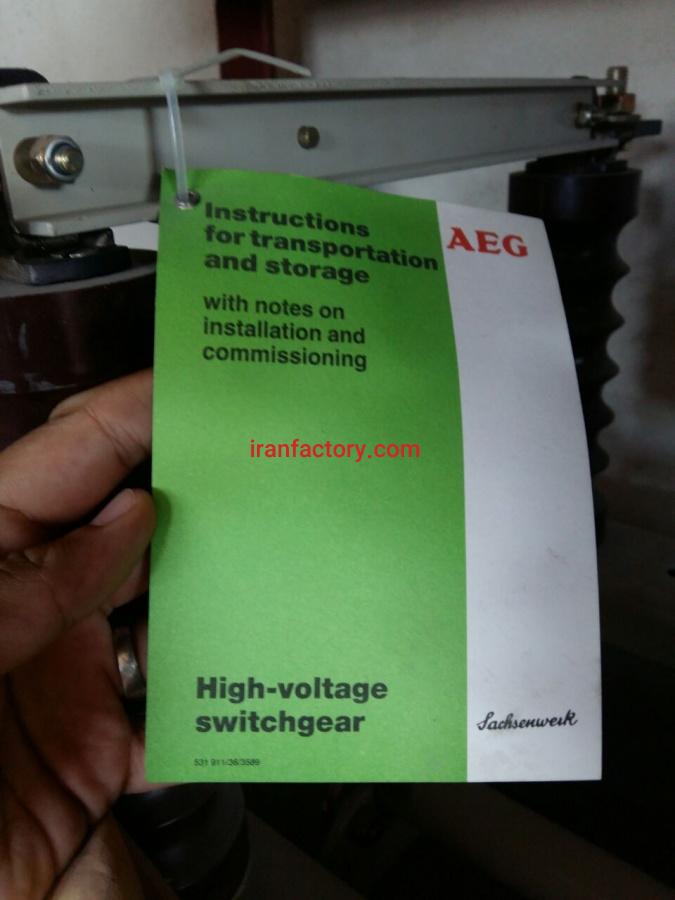 Instructions
for transportation
and storage
with notes on
installation and
commissioning
AEG
iranfactory.com
High-voltage
switchgear
Sachsenwerk
531 911/36/3589